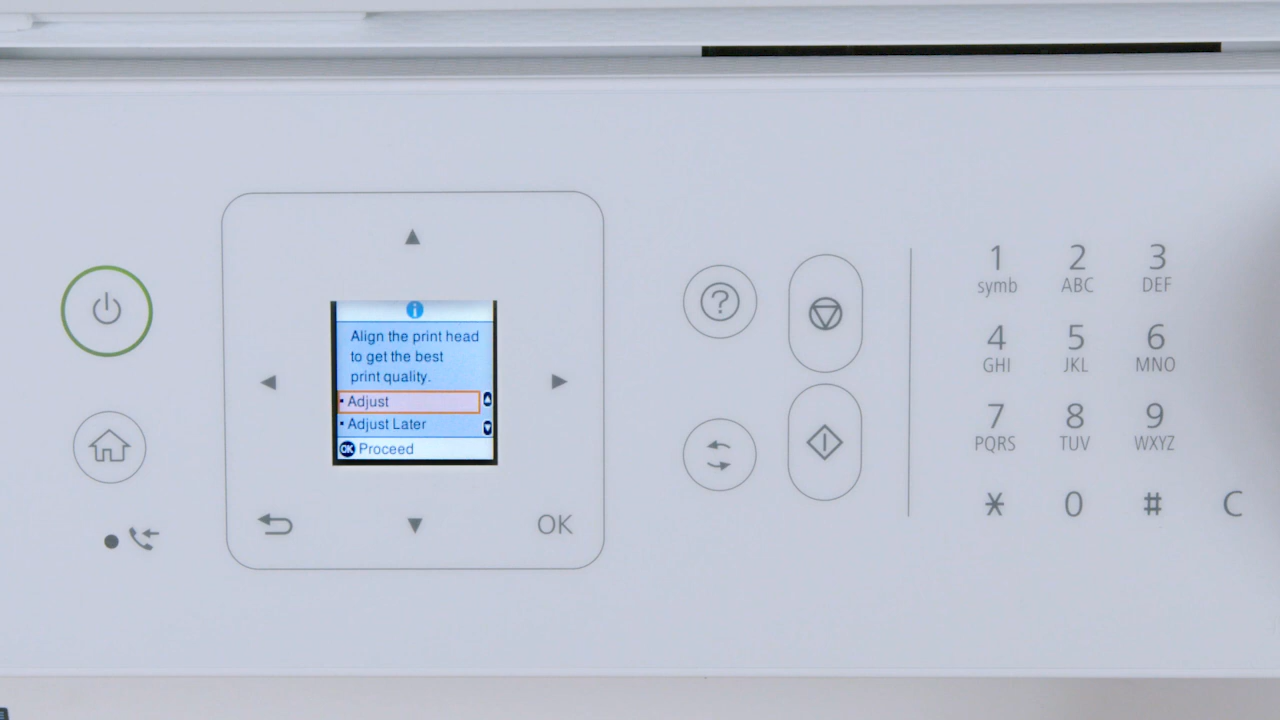 i
Align the print head
to get the best
print quality.
Adjust
Adjust Later
OK Proceed
OK
?
1 2 3
symb ABC DEF
4 5 6
GHI JKL MNO
7 8 9
PQRS TUV WXYZ
* 0 # C